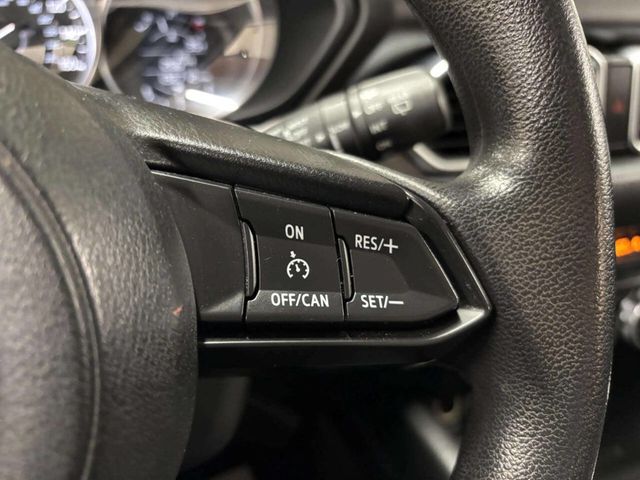 ON
RES/+
OFF/CAN
SET/—